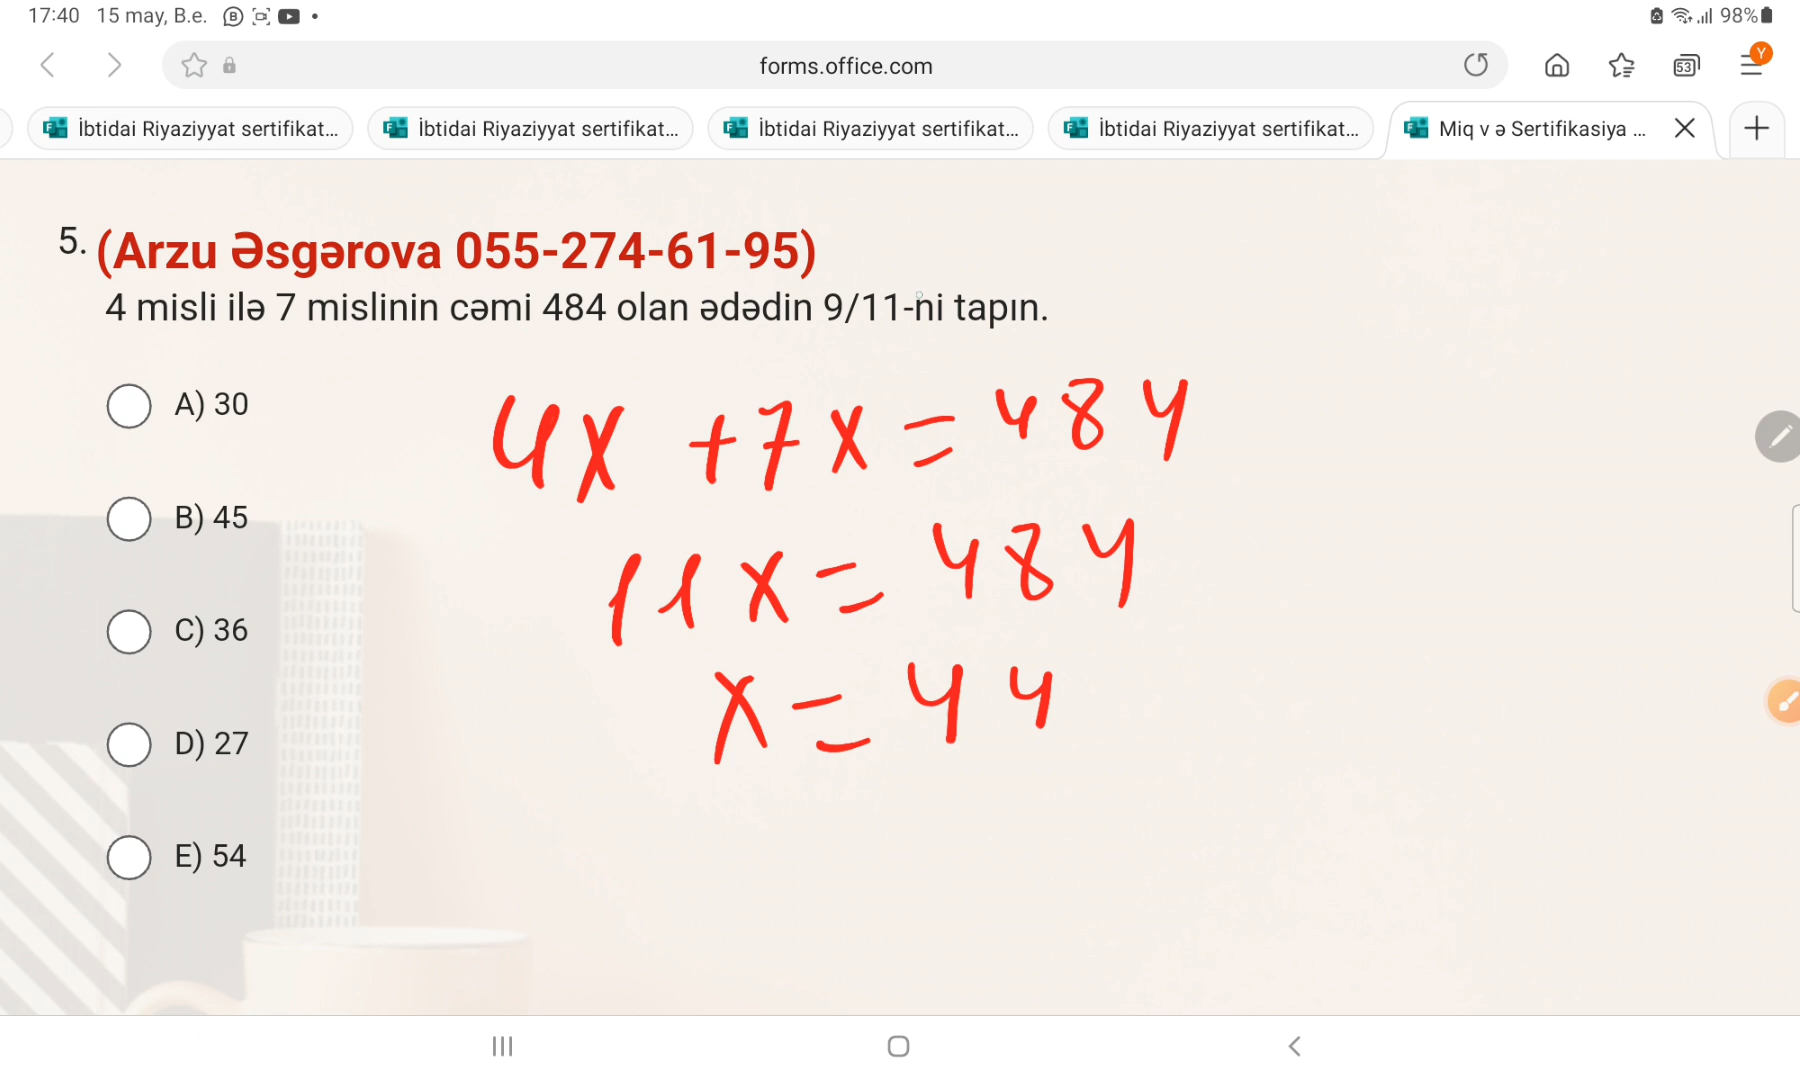 17:40 15 may, B.e. 98%
forms.office.com 53 Y
İbtidai Riyaziyyat sertifikat... İbtidai Riyaziyyat sertifikat... İbtidai Riyaziyyat sertifikat... İbtidai Riyaziyyat sertifikat... Miq v ə Sertifikasiya ...
5. (Arzu Əsgərova 055-274-61-95)
4 misli ilə 7 mislinin cəmi 484 olan ədədin 9/11-ni tapın.
A) 30
B) 45
C) 36
D) 27
E) 54
4x +7x = 484
11x = 484
x = 44